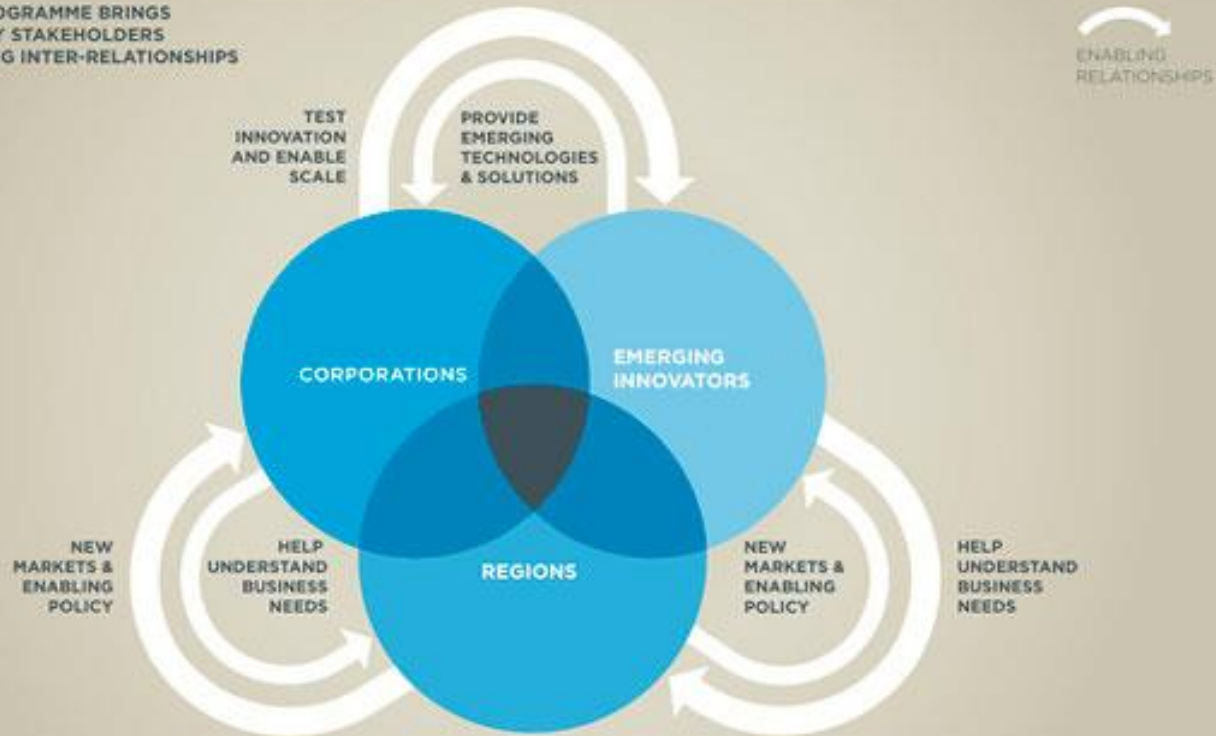 STAKEHOLDERS
INTER-RELATIONSHIPS
BRINGS
ENABLING
RELATIONSHIPS
TEST
INNOVATION
AND ENABLE
SCALE
PROVIDE
EMERGING
TECHNOLOGIES
& SOLUTIONS
CORPORATIONS
EMERGING
INNOVATORS
NEW
MARKETS &
ENABLING
POLICY
HELP
UNDERSTAND
BUSINESS
NEEDS
REGIONS
NEW
MARKETS &
ENABLING
POLICY
HELP
UNDERSTAND
BUSINESS
NEEDS